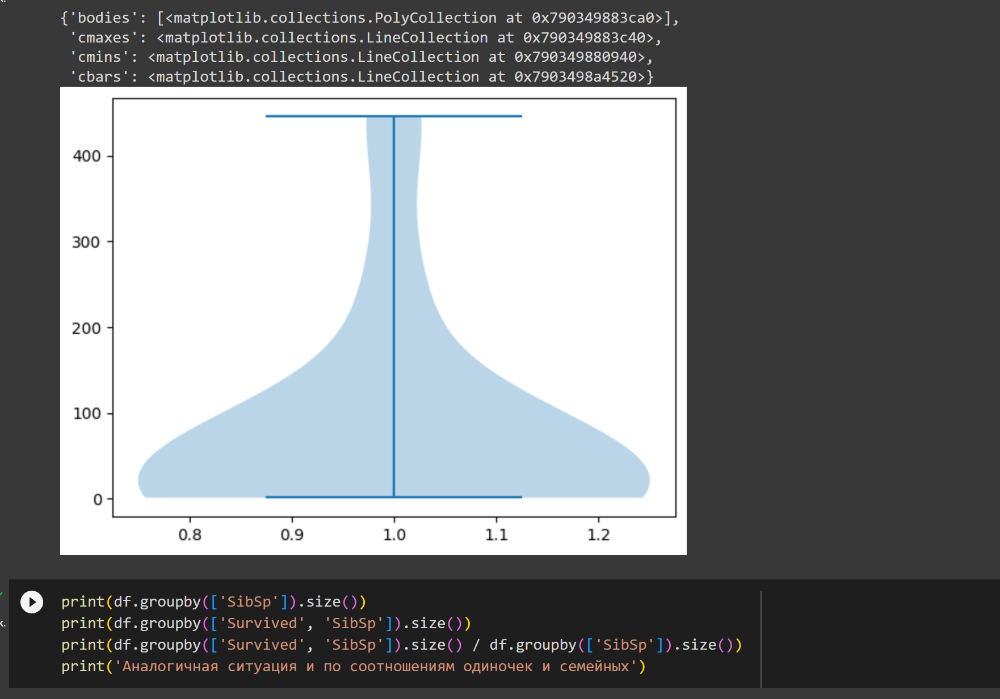 {'bodies': [<matplotlib.collections.PolyCollection at 0x790349883ca0>],
'cmaxes': <matplotlib.collections.LineCollection at 0x790349883c40>,
'cmins': <matplotlib.collections.LineCollection at 0x790349880940>,
'cbars': <matplotlib.collections.LineCollection at 0x7903498a4520>}
400
300
200
100
0
0.8 0.9 1.0 1.1 1.2
print(df.groupby(['SibSp']).size())
print(df.groupby(['Survived', 'SibSp']).size())
print(df.groupby(['Survived', 'SibSp']).size() / df.groupby(['SibSp']).size())
print('Аналогичная ситуация и по соотношениям одиночек и семейных')